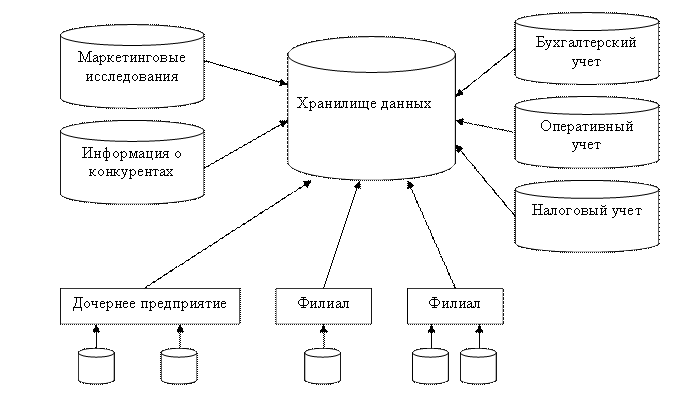 Маркетинговые
исследования
Информация о
конкурентах
Хранилище данных
Бухгалтерский
учет
Оперативный
учет
Налоговый учет
Дочернее предприятие
Филиал
Филиал